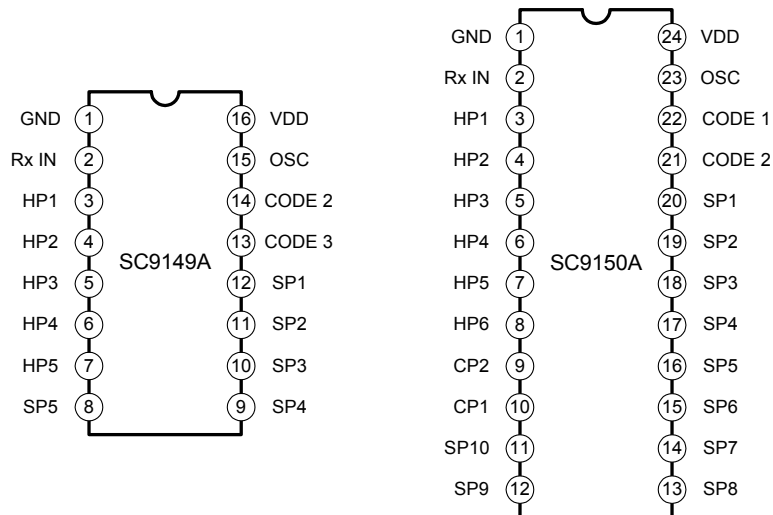 GND 1 16 VDD
Rx IN 2 15 OSC
HP1 3 14 CODE 2
HP2 4 13 CODE 3
HP3 5 12 SP1
HP4 6 11 SP2
HP5 7 10 SP3
SP5 8 9 SP4
SC9149A
GND 1 24 VDD
Rx IN 2 23 OSC
HP1 3 22 CODE 1
HP2 4 21 CODE 2
HP3 5 20 SP1
HP4 6 19 SP2
HP5 7 18 SP3
HP6 8 17 SP4
CP2 9 16 SP5
CP1 10 15 SP6
SP10 11 14 SP7
SP9 12 13 SP8
SC9150A